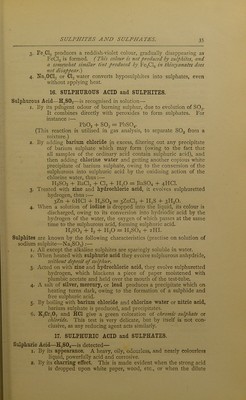 SULPHITES AND SULPHATES. 35
3. Fe₂Cl₆ produces a reddish-violet colour, gradually disappearing as
FeCl₂ is formed. (This colour is not produced by sulphites, and
a somewhat similar tint produced by Fe₂Cl₆ in thiocyanates does
not disappear.)
4. Na,OCl, or Cl₂ water converts hyposulphites into sulphates, even
without applying heat.
16. SULPHUROUS ACID and SULPHITES.
Sulphurous Acid—H₂SO₃—is recognised in solution—
1. By its pungent odour of burning sulphur, due to evolution of SO₂.
It combines directly with peroxides to form sulphates. For
instance—
PbO₂ + SO₂ = PbSO₄.
(This reaction is utilized in gas analysis, to separate SO₂ from a
mixture.)
2. By adding barium chloride in excess, filtering out any precipitate
of barium sulphate which may form (owing to the fact that
all samples of the ordinary acid contain sulphuric acid), and
then adding chlorine water and getting another copious white
precipitate of barium sulphate, owing to the conversion of the
sulphurous into sulphuric acid by the oxidizing action of the
chlorine water, thus—
H₂SO₃ + BaCl₂ + Cl₂ + H₂O = BaSO₄ + 4HCl.
3. Treated with zinc and hydrochloric acid, it evolves sulphuretted
hydrogen, thus:—
3Zn + 6HCl + H₂SO₃ = 3ZnCl₂ + H₂S + 3H₂O.
4. When a solution of iodine is dropped into the liquid, its colour is
discharged, owing to its conversion into hydriodic acid by the
hydrogen of the water, the oxygen of which passes at the same
time to the sulphurous acid, forming sulphuric acid.
H₂SO₃ + I₂ + H₂O = H₂SO₄ + 2HI.
Sulphites are known by the following characteristics (practise on solution of
sodium sulphite—Na₂SO₃):—
1. All except the alkaline sulphites are sparingly soluble in water.
2. When heated with sulphuric acid they evolve sulphurous anhydride,
without deposit of sulphur.
3. Acted on with zinc and hydrochloric acid, they evolve sulphuretted
hydrogen, which blackens a piece of paper moistened with
plumbic acetate and held over the mouth of the test-tube.
4. A salt of silver, mercury, or lead produces a precipitate which on
heating turns dark, owing to the formation of a sulphide and
free sulphuric acid.
5. By boiling with barium chloride and chlorine water or nitric acid,
barium sulphate is produced, and precipitates.
6. K₂Cr₂O₇ and HCl give a green coloration of chromic sulphate or
chloride. This test is very delicate, but by itself is not con-
clusive, as any reducing agent acts similarly.
17. SULPHURIC ACID and SULPHATES.
Sulphuric Acid—H₂SO₄—is detected—
1. By its appearance. A heavy, oily, odourless, and nearly colourless
liquid, powerfully acid and corrosive.
2. By its charring effect. This is made evident when the strong acid
is dropped upon white paper, wood, etc., or when the dilute